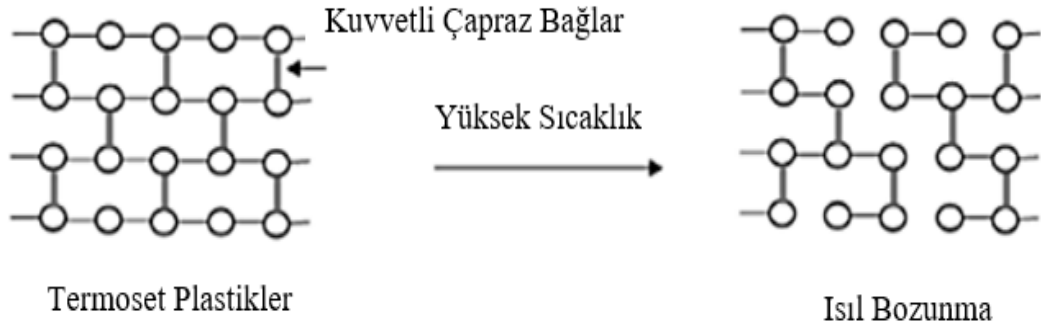 Kuvvetli Çapraz Bağlar
Yüksek Sıcaklık
Termoset Plastikler
Isıl Bozunma